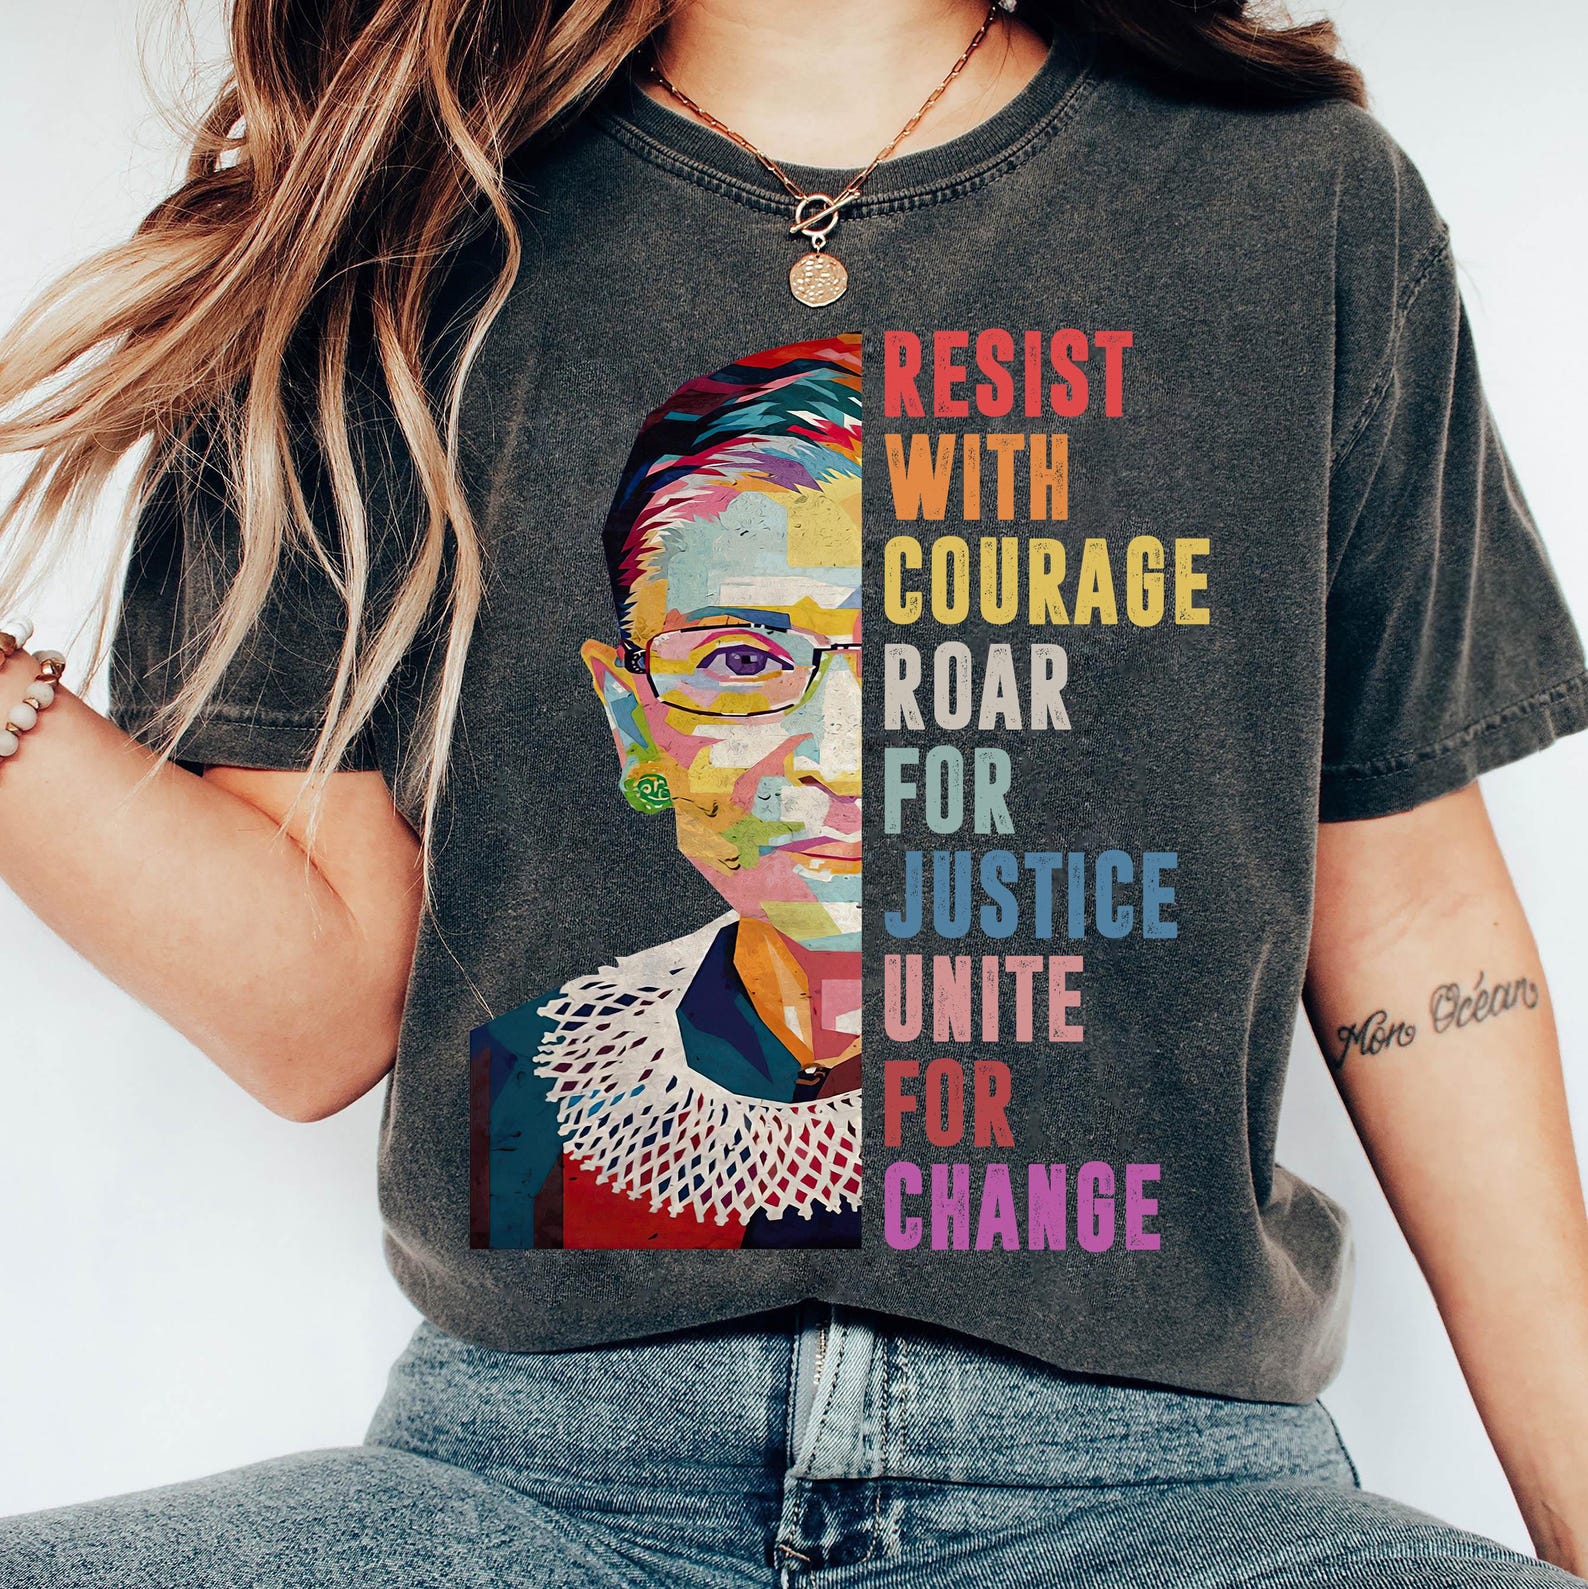 RESIST
WITH
COURAGE
ROAR
FOR
JUSTICE
UNITE
FOR
CHANGE
Mon Océan